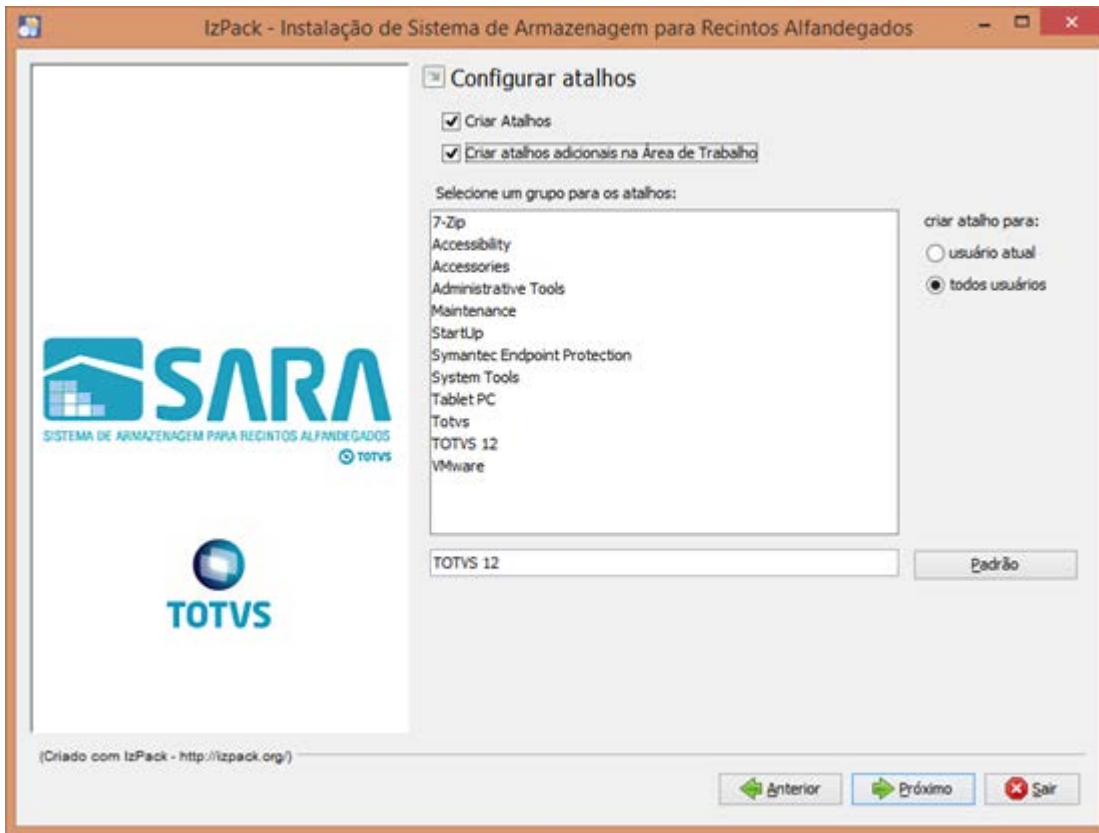 IzPack - Instalação de Sistema de Armazenagem para Recintos Alfandegados
Configurar atalhos
Criar Atalhos
Criar atalhos adicionais na Área de Trabalho
Selecione um grupo para os atalhos:
7-Zip
Accessibility
Accessories
Administrative Tools
Maintenance
StartUp
Symantec Endpoint Protection
System Tools
Tablet PC
Totvs
TOTVS 12
VMware
criar atalho para:
usuário atual
todos usuários
TOTVS 12
Padrão
SARA
SISTEMA DE ARMAZENAGEM PARA RECINTOS ALFANDEGADOS
TOTVS
TOTVS
(Criado com IzPack - http://izpack.org/)
Anterior
Próximo
Sair